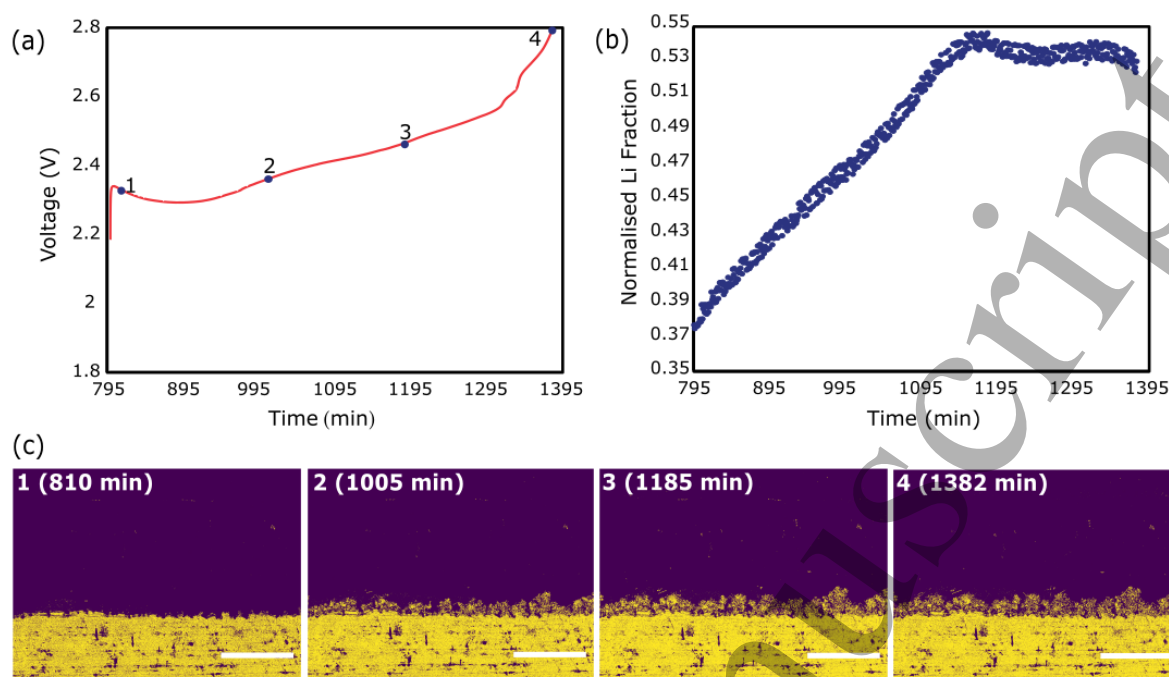 (a)
2.8
2.6
2.4
2.2
2
1.8
Voltage (V)
1
2
3
4
795
895
995
1095
1195
1295
1395
Time (min)
(b)
0.55
0.53
0.51
0.49
0.47
0.45
0.43
0.41
0.39
0.37
0.35
Normalised Li Fraction
795
895
995
1095
1195
1295
1395
Time (min)
(c)
1 (810 min)
2 (1005 min)
3 (1185 min)
4 (1382 min)
uscript